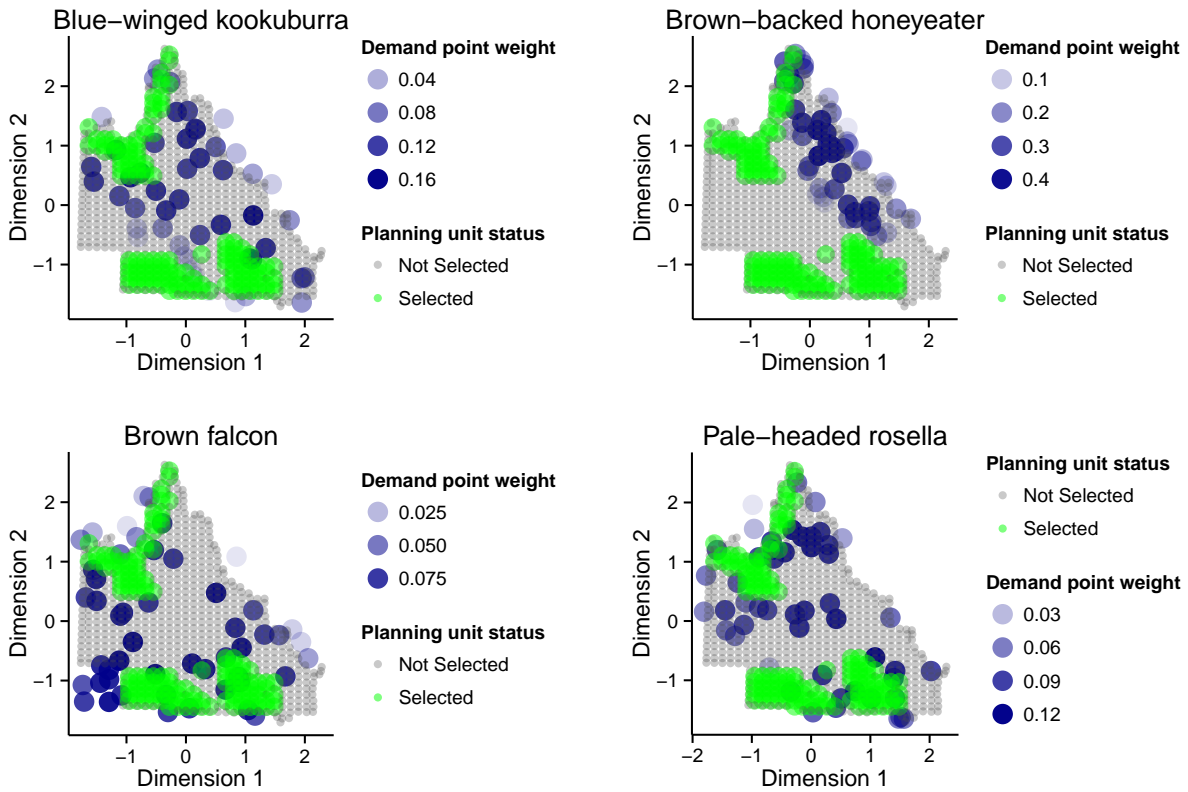 Blue−winged kookuburra
Dimension 2
2
1
0
−1
−1 0 1 2
Dimension 1
Demand point weight
0.04
0.08
0.12
0.16
Planning unit status
Not Selected
Selected
Brown−backed honeyeater
Dimension 2
2
1
0
−1
−1 0 1 2
Dimension 1
Demand point weight
0.1
0.2
0.3
0.4
Planning unit status
Not Selected
Selected
Brown falcon
Dimension 2
2
1
0
−1
−1 0 1 2
Dimension 1
Demand point weight
0.025
0.050
0.075
Planning unit status
Not Selected
Selected
Pale−headed rosella
Dimension 2
2
1
0
−1
−2 −1 0 1 2
Dimension 1
Planning unit status
Not Selected
Selected
Demand point weight
0.03
0.06
0.09
0.12